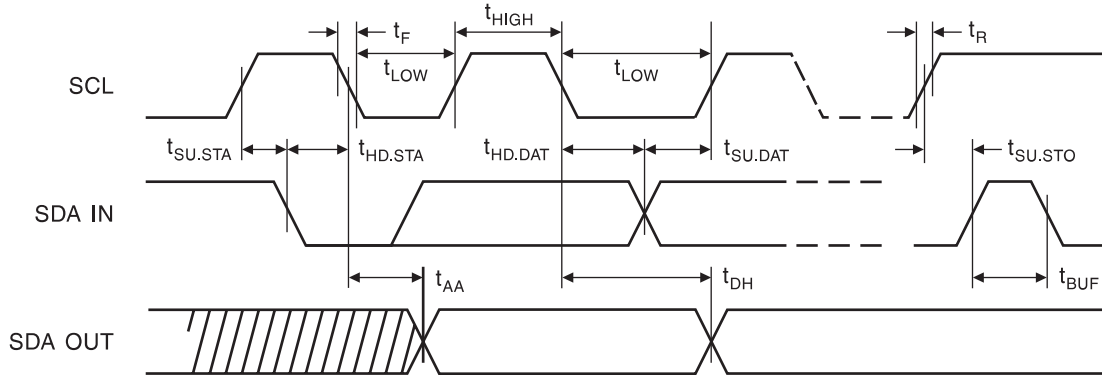 t_F
t_HIGH
t_R
SCL
t_LOW
t_LOW
t_SU.STA
t_HD.STA
t_HD.DAT
t_SU.DAT
t_SU.STO
SDA IN
t_AA
t_DH
t_BUF
SDA OUT